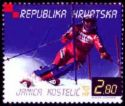 REPUBLIKA HRVATSKA
JANICA KOSTELIĆ
2.80